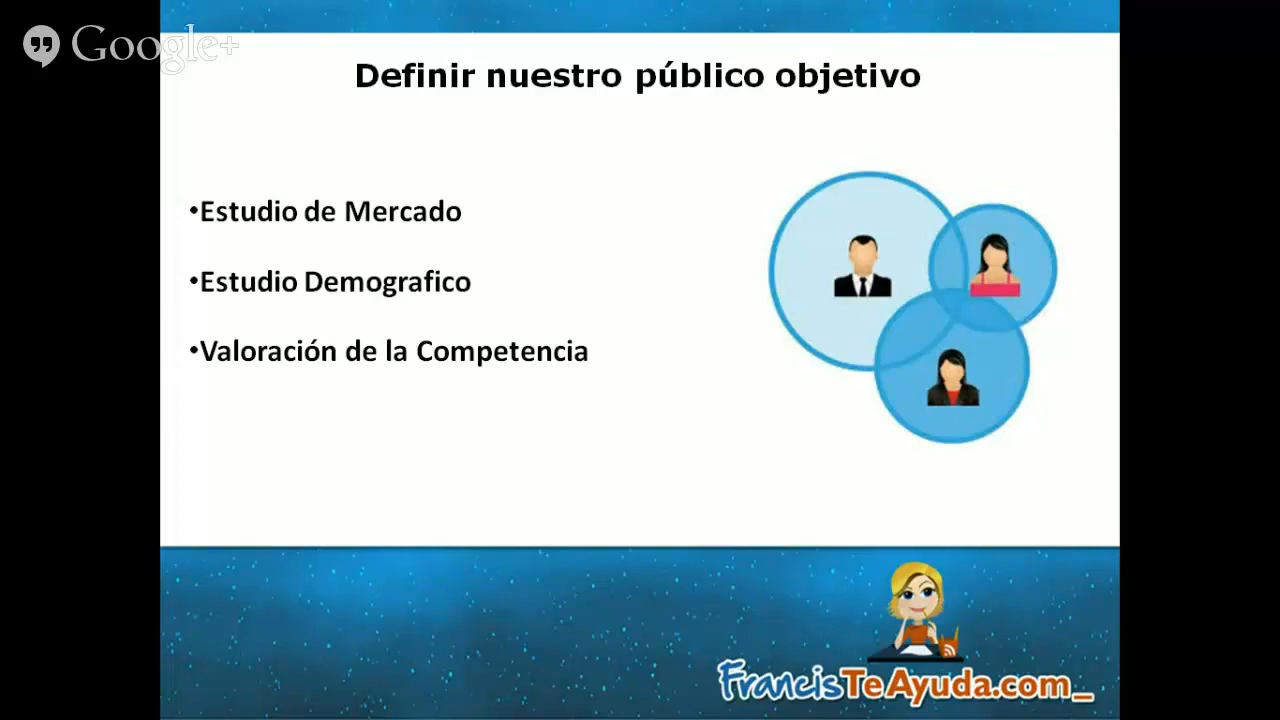 Google+
Definir nuestro público objetivo
•Estudio de Mercado
•Estudio Demografico
•Valoración de la Competencia
FrancisTeAyuda.com_